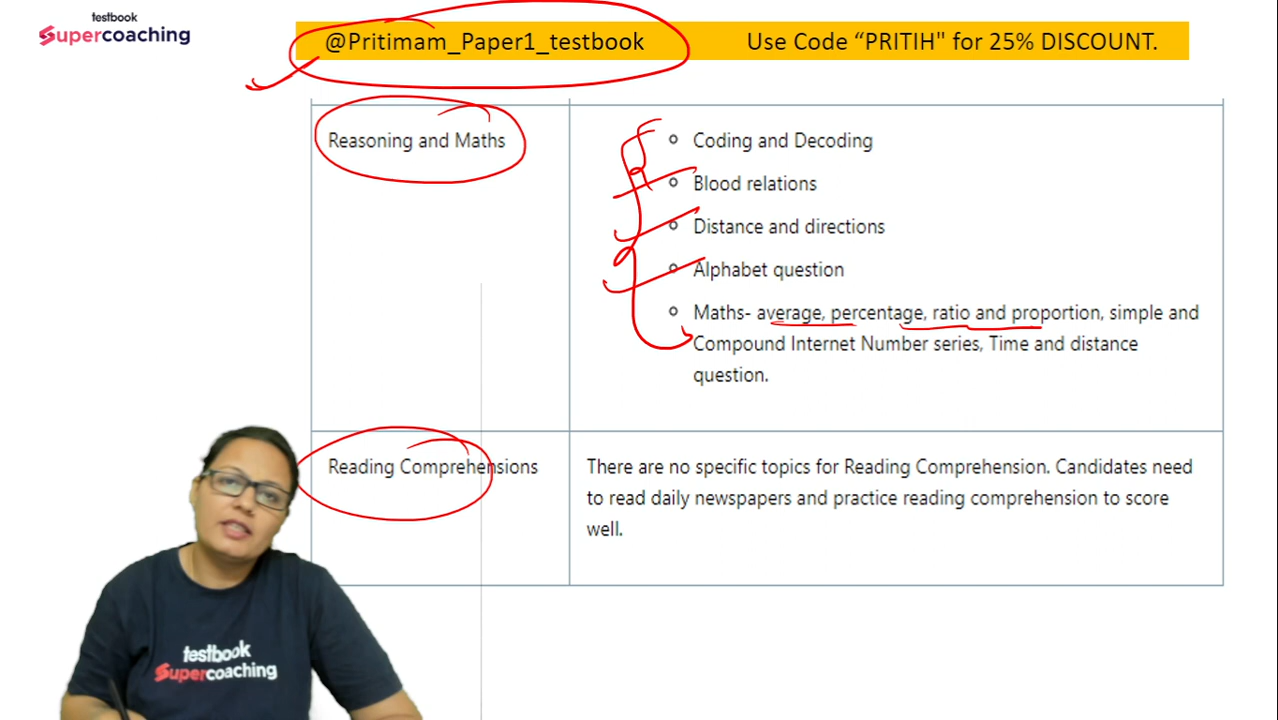 testbook
Supercoaching
@Pritimam_Paper1_testbook
Use Code “PRITIH" for 25% DISCOUNT.
Reasoning and Maths
Coding and Decoding
Blood relations
Distance and directions
Alphabet question
Maths- average, percentage, ratio and proportion, simple and
Compound Internet Number series, Time and distance
question.
Reading Comprehensions
There are no specific topics for Reading Comprehension. Candidates need
to read daily newspapers and practice reading comprehension to score
well.
testbook
Supercoaching